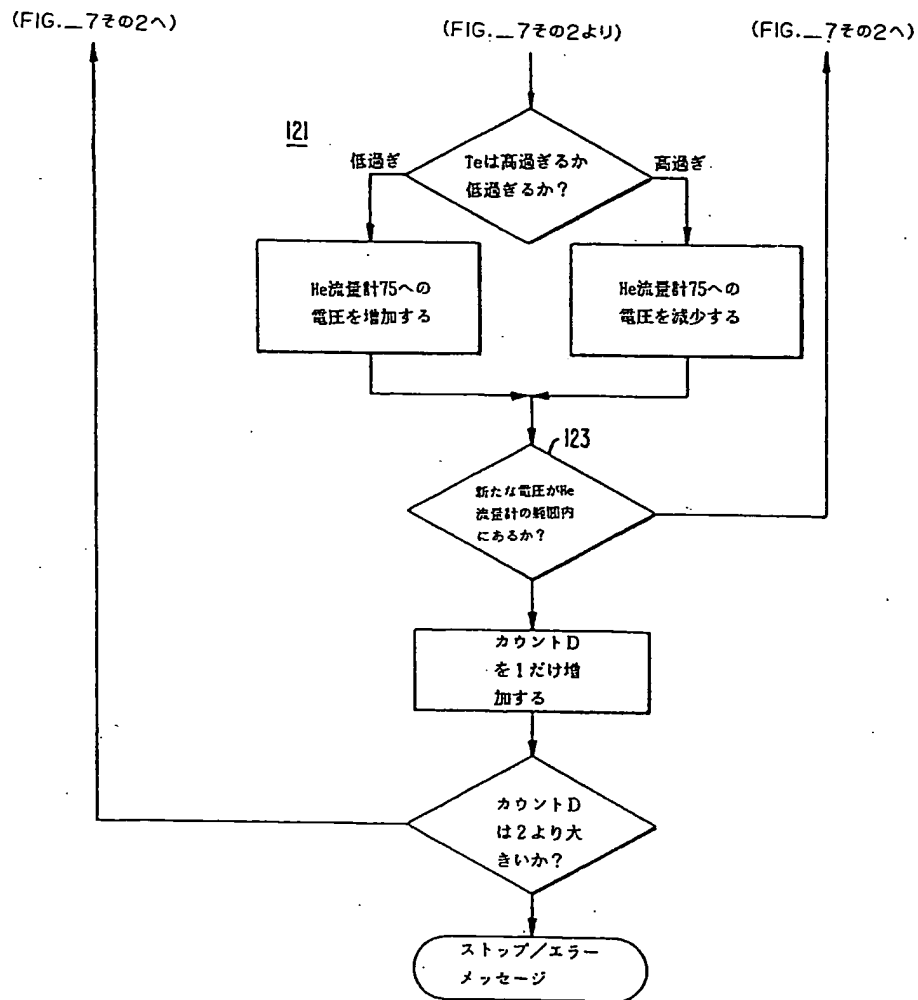 (FIG.__7その2へ)
(FIG.__7その2より)
(FIG.__7その2へ)
121
低過ぎ
Teは高過ぎるか
低過ぎるか?
高過ぎ
He流量計75への
電圧を増加する
He流量計75への
電圧を減少する
123
新たな電圧がHe
流量計の範囲内
にあるか?
カウントD
を1だけ増
加する
カウントD
は2より大
きいか?
ストップ/エラー
メッセージ